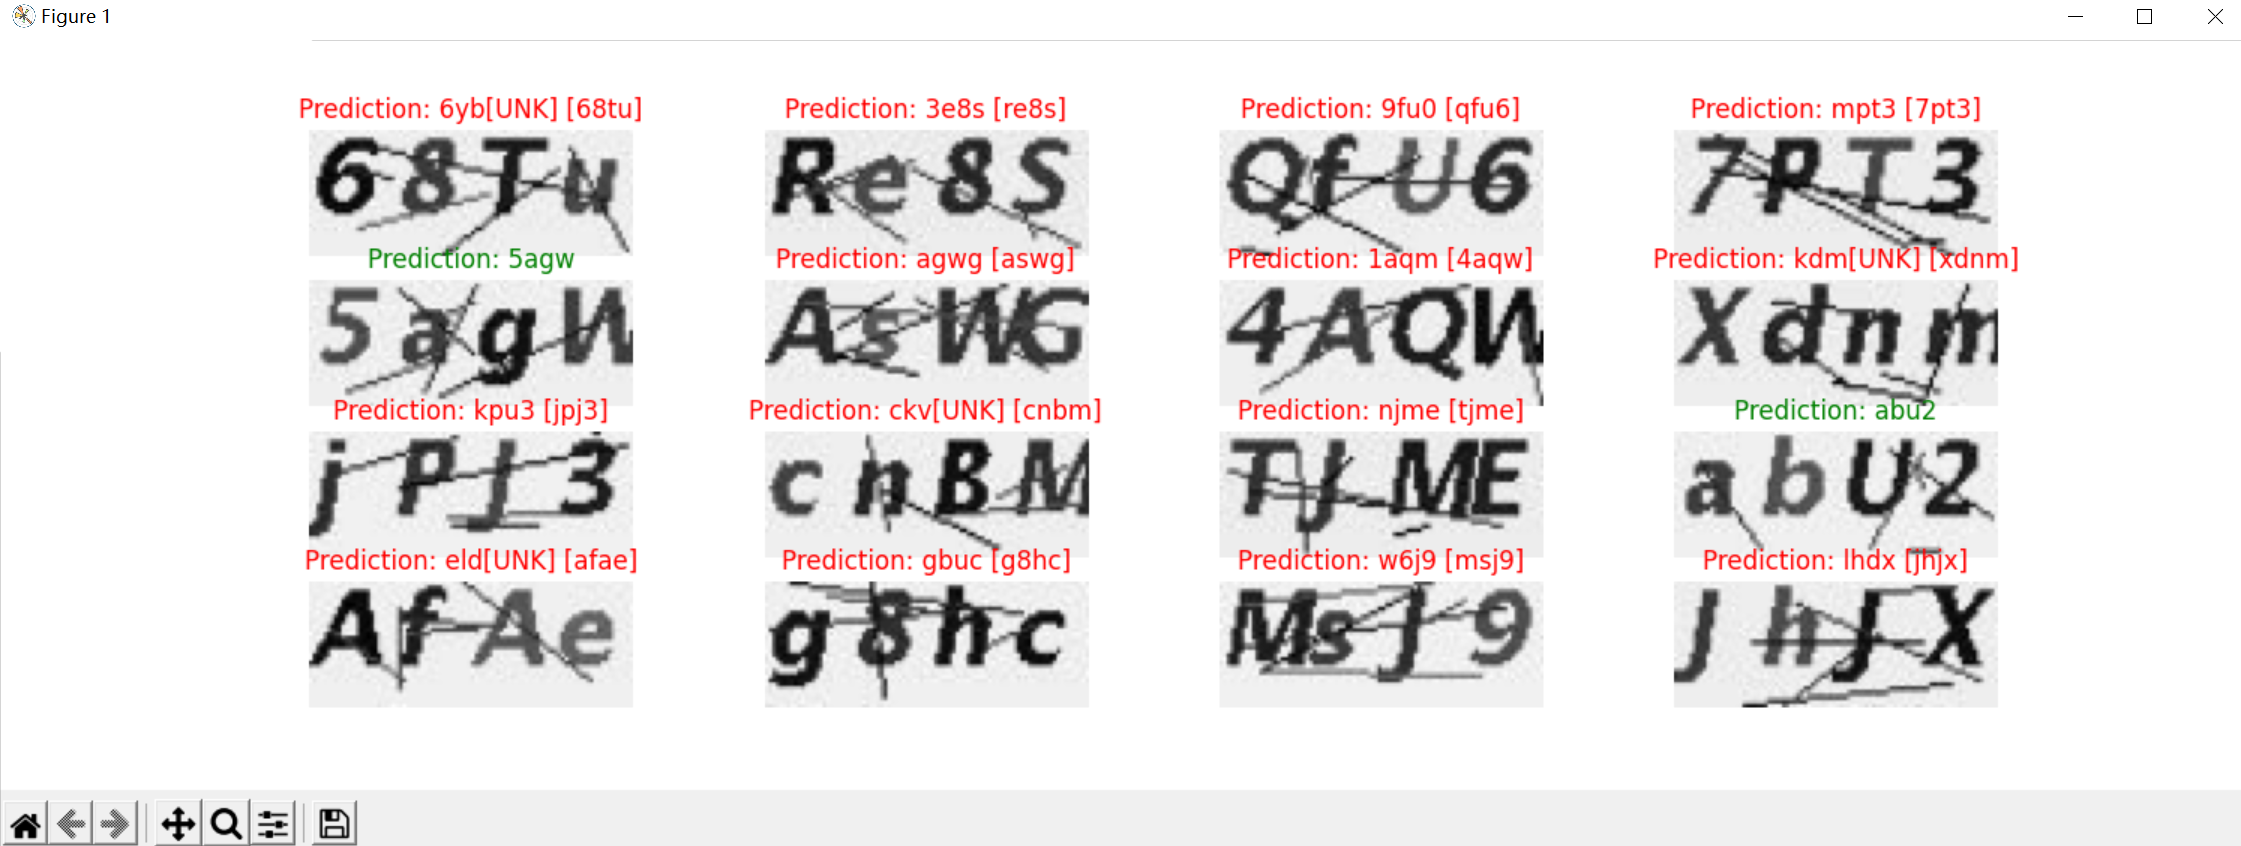 Figure 1
Prediction: 6yb[UNK] [68tu] Prediction: 3e8s [re8s] Prediction: 9fu0 [qfu6] Prediction: mpt3 [7pt3]
68Tu Re8S QfU6 7PT3
Prediction: 5agw Prediction: agwg [aswg] Prediction: 1aqm [4aqw] Prediction: kdm[UNK] [xdnm]
5agW AsWG 4AQW Xdnm
Prediction: kpu3 [jpj3] Prediction: ckv[UNK] [cnbm] Prediction: njme [tjme] Prediction: abu2
jPJ3 cnBM TJME abU2
Prediction: eld[UNK] [afae] Prediction: gbuc [g8hc] Prediction: w6j9 [msj9] Prediction: lhdx [jhjx]
AfAe g8hc MsJ9 JhJX